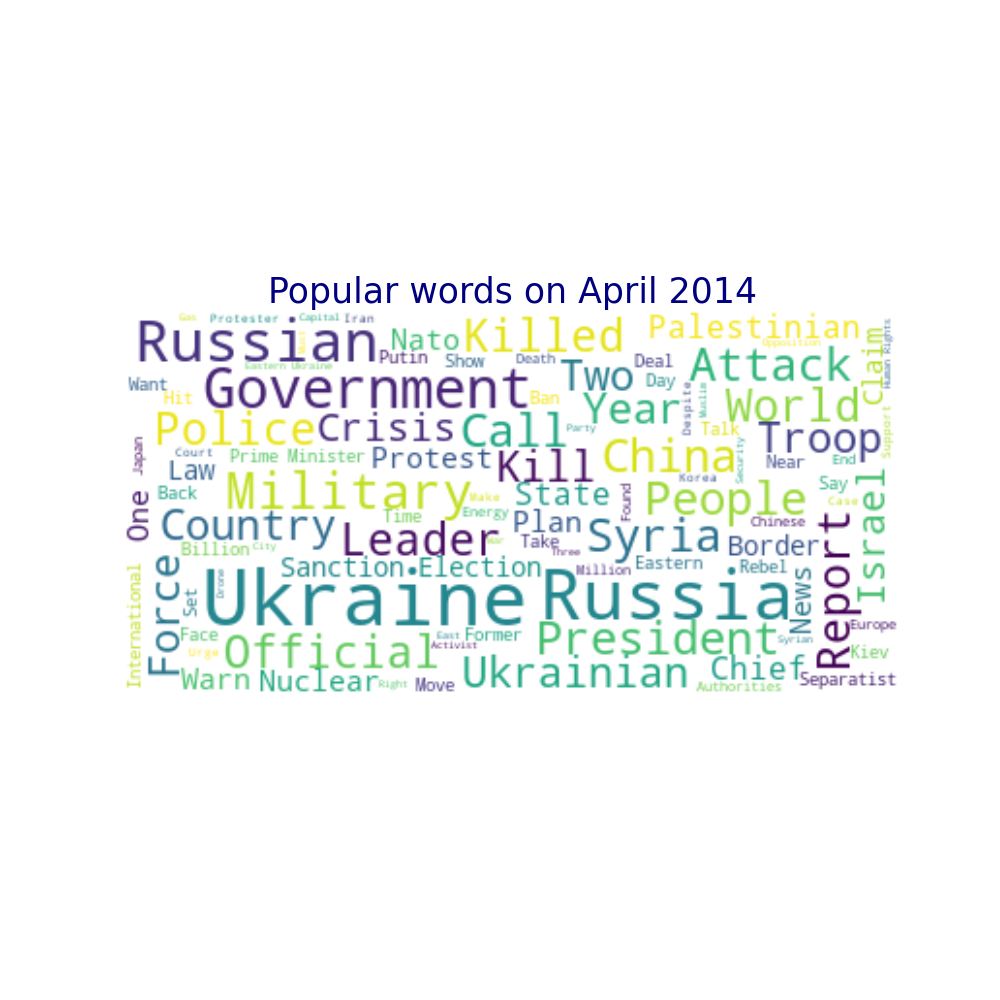 Popular words on April 2014
Gas Protester Capital Iran
Russian Nato Killed Palestinian
Opposition
Eastern Ukraine Putin Show Death Deal Attack Claim Human Rights
Want Government Two Day
Hit Ban Year Despite Muslim World Support
Police Crisis Call Party Talk Troop
Japan Court Prime Minister Protest Kill China Security Near End
Law Korea
Back Military Make State Found People Say Case
One Time Energy Plan Chinese
Country Leader Take Syria Border Report Israel
Billion City War Three
Force Sanction Election Million Eastern Rebel News
International Set Drone Ukraine Russia
Face Official East Former President Syrian Europe
Urge Activist Kiev
Warn Nuclear Right Move Ukrainian Chief Authorities Separatist